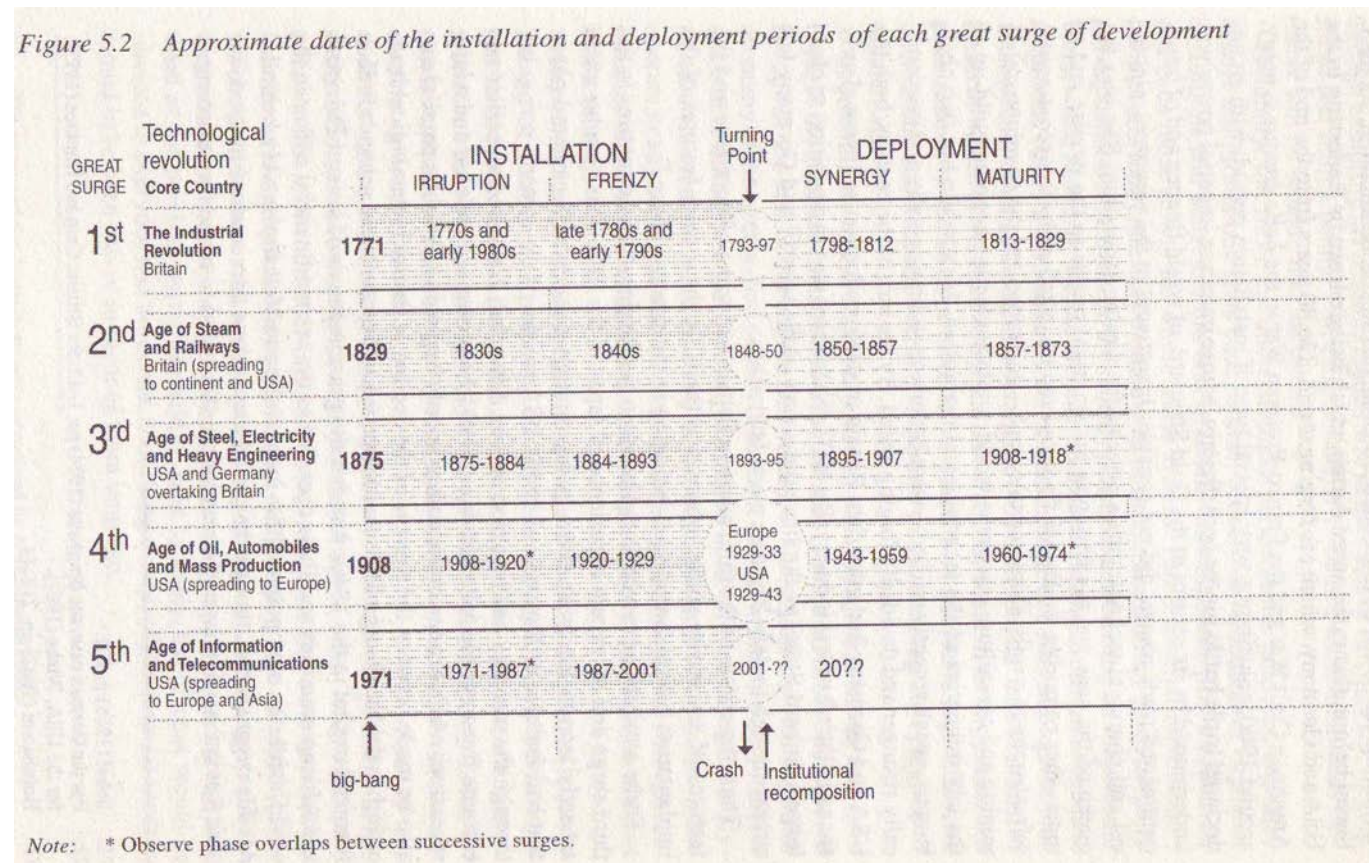 Figure 5.2 Approximate dates of the installation and deployment periods of each great surge of development
GREAT SURGE
Technological revolution
Core Country
INSTALLATION
IRRUPTION
FRENZY
Turning Point
DEPLOYMENT
SYNERGY
MATURITY
1st
The Industrial
Revolution
Britain
1771
1770s and
early 1980s
late 1780s and
early 1790s
1793-97
1798-1812
1813-1829
2nd
Age of Steam
and Railways
Britain (spreading
to continent and USA)
1829
1830s
1840s
1848-50
1850-1857
1857-1873
3rd
Age of Steel, Electricity
and Heavy Engineering
USA and Germany
overtaking Britain
1875
1875-1884
1884-1893
1893-95
1895-1907
1908-1918*
4th
Age of Oil, Automobiles
and Mass Production
USA (spreading to Europe)
1908
1908-1920*
1920-1929
Europe
1929-33
USA
1929-43
1943-1959
1960-1974*
5th
Age of Information
and Telecommunications
USA (spreading
to Europe and Asia)
1971
1971-1987*
1987-2001
2001-??
20??
big-bang
Crash
Institutional
recomposition
Note: * Observe phase overlaps between successive surges.